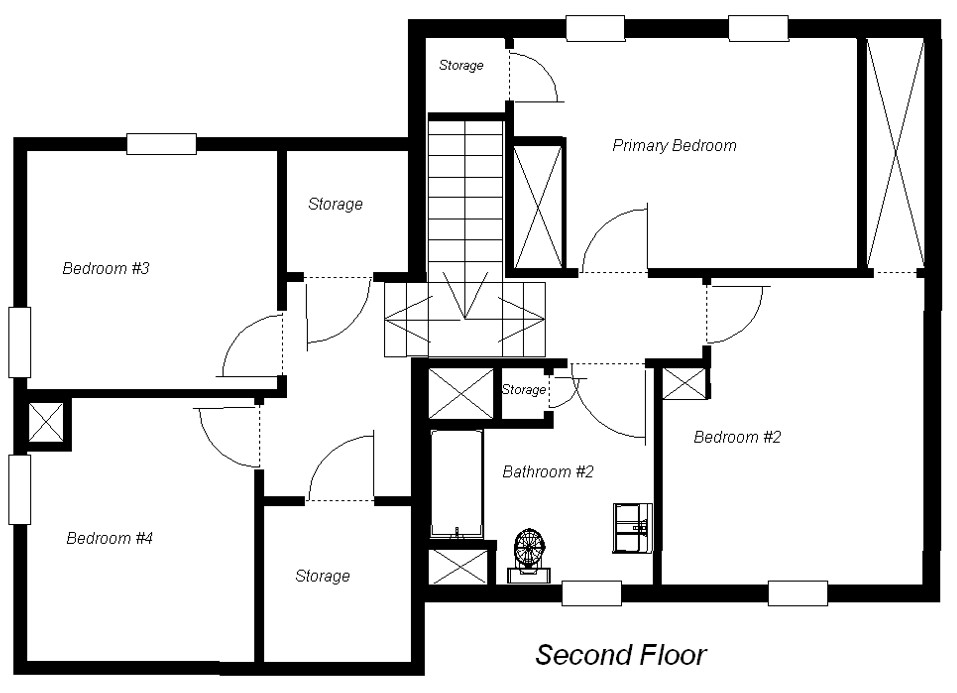 Storage
Primary Bedroom
Storage
Bedroom #3
Storage
Bedroom #2
Bathroom #2
Bedroom #4
Storage
Second Floor